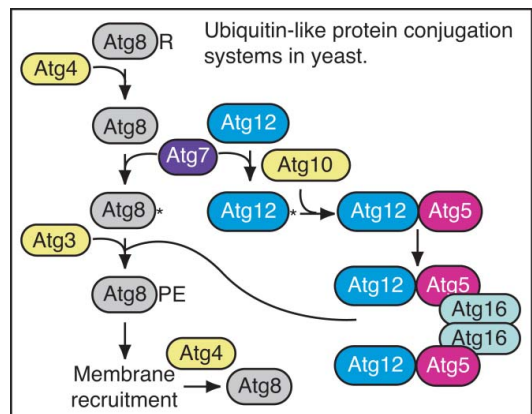 Ubiquitin-like protein conjugation
systems in yeast.
Atg8 R
Atg4
Atg8
Atg12
Atg7
Atg10
Atg8 *
Atg12 *
Atg12 Atg5
Atg3
Atg8 PE
Atg12 Atg5
Atg16
Atg16
Atg12 Atg5
Atg4
Membrane
recruitment
Atg8